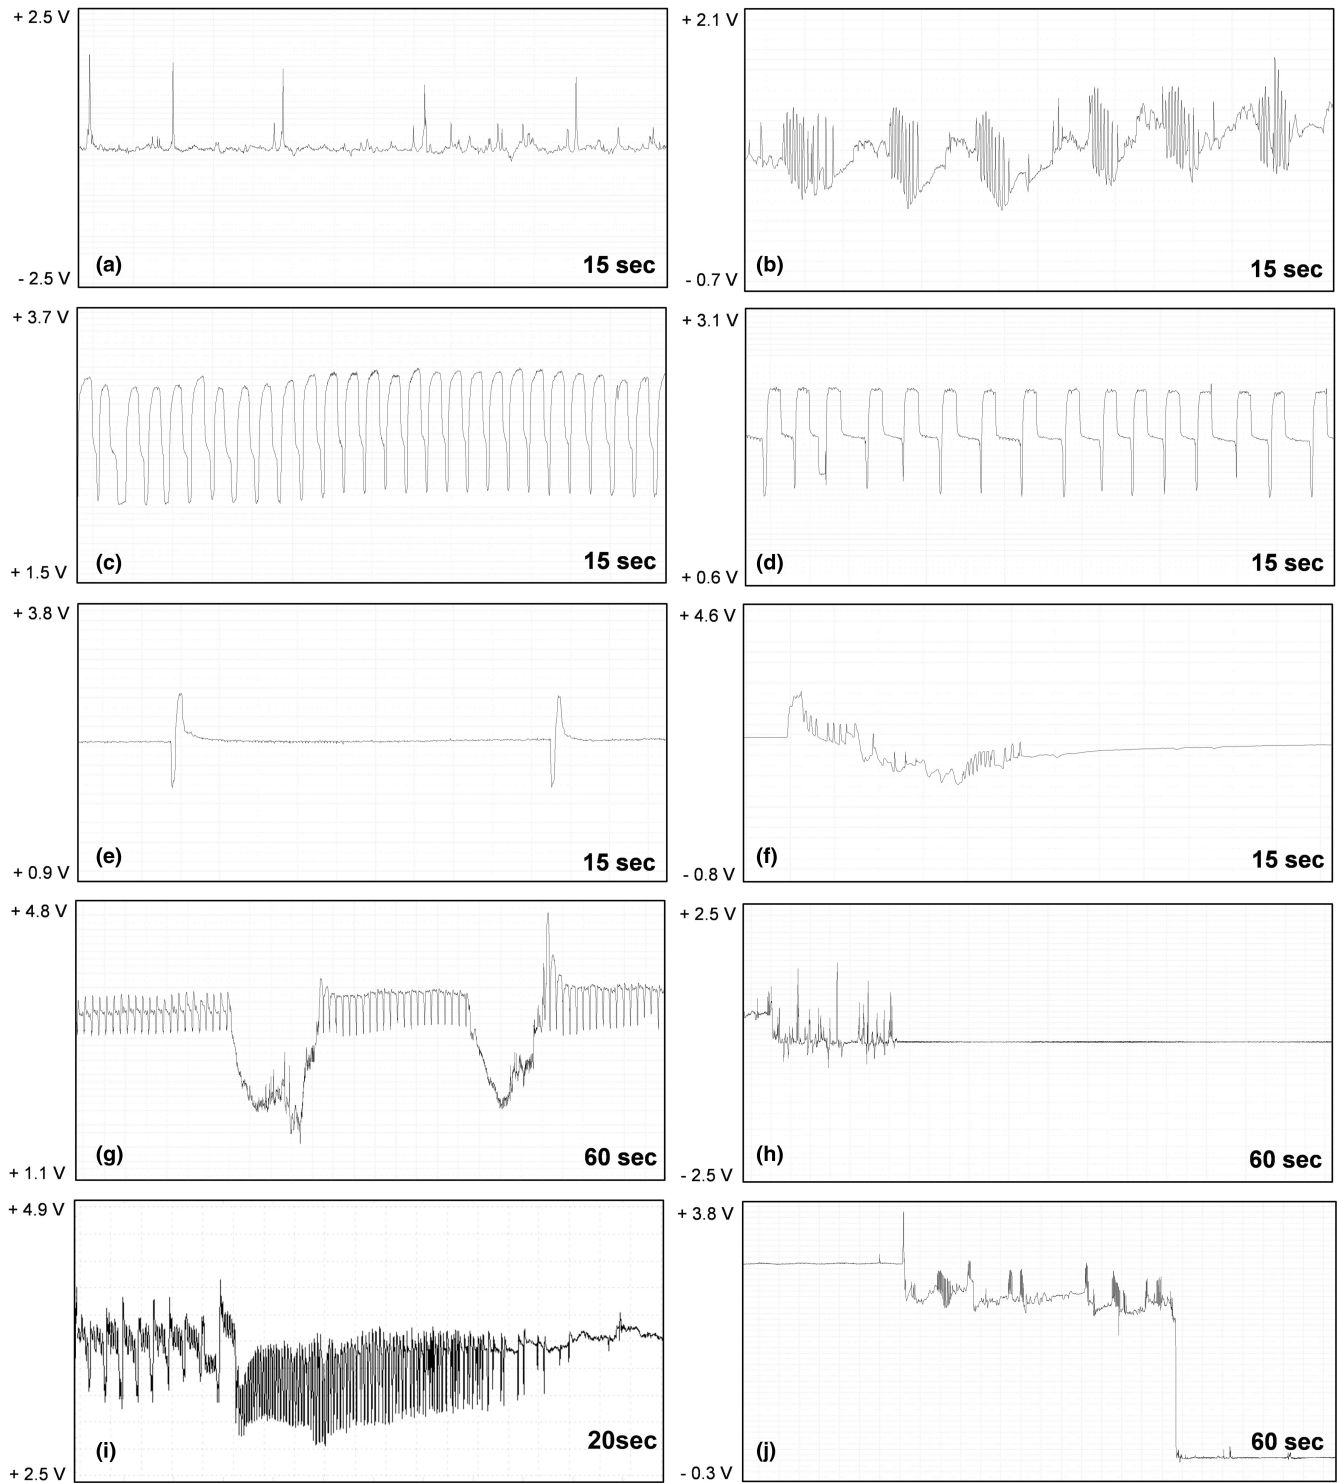 + 2.5 V
- 2.5 V
(a)
15 sec
+ 2.1 V
- 0.7 V
(b)
15 sec
+ 3.7 V
+ 1.5 V
(c)
15 sec
+ 3.1 V
+ 0.6 V
(d)
15 sec
+ 3.8 V
+ 0.9 V
(e)
15 sec
+ 4.6 V
- 0.8 V
(f)
15 sec
+ 4.8 V
+ 1.1 V
(g)
60 sec
+ 2.5 V
- 2.5 V
(h)
60 sec
+ 4.9 V
+ 2.5 V
(i)
20sec
+ 3.8 V
- 0.3 V
(j)
60 sec